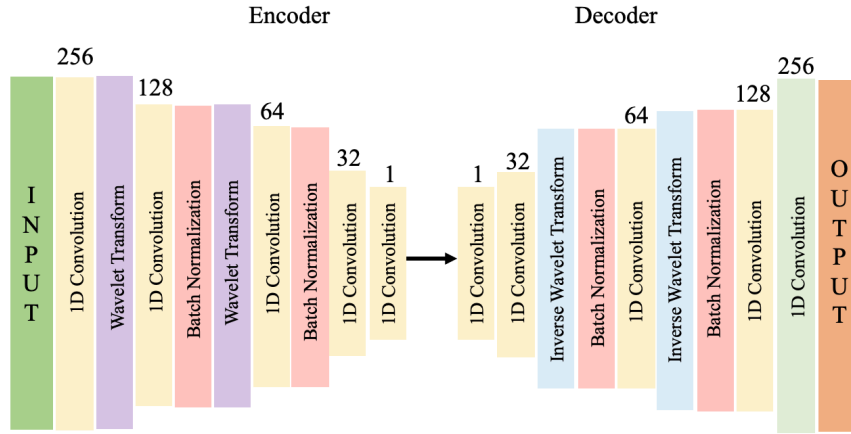 Encoder
Decoder
256
128
64
32
1
1
32
64
128
256
INPUT
1D Convolution
Wavelet Transform
1D Convolution
Batch Normalization
Wavelet Transform
1D Convolution
Batch Normalization
1D Convolution
1D Convolution
1D Convolution
1D Convolution
Inverse Wavelet Transform
Batch Normalization
1D Convolution
Inverse Wavelet Transform
Batch Normalization
1D Convolution
1D Convolution
OUTPUT